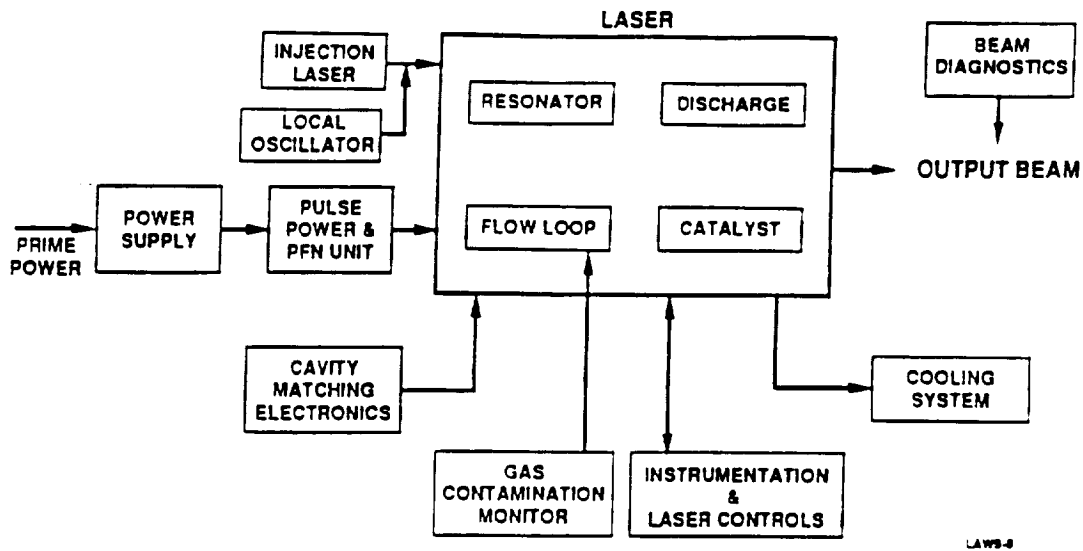 LASER
INJECTION
LASER
LOCAL
OSCILLATOR
RESONATOR
DISCHARGE
BEAM
DIAGNOSTICS
OUTPUT BEAM
PRIME
POWER
POWER
SUPPLY
PULSE
POWER &
PFN UNIT
FLOW LOOP
CATALYST
CAVITY
MATCHING
ELECTRONICS
COOLING
SYSTEM
GAS
CONTAMINATION
MONITOR
INSTRUMENTATION
&
LASER CONTROLS